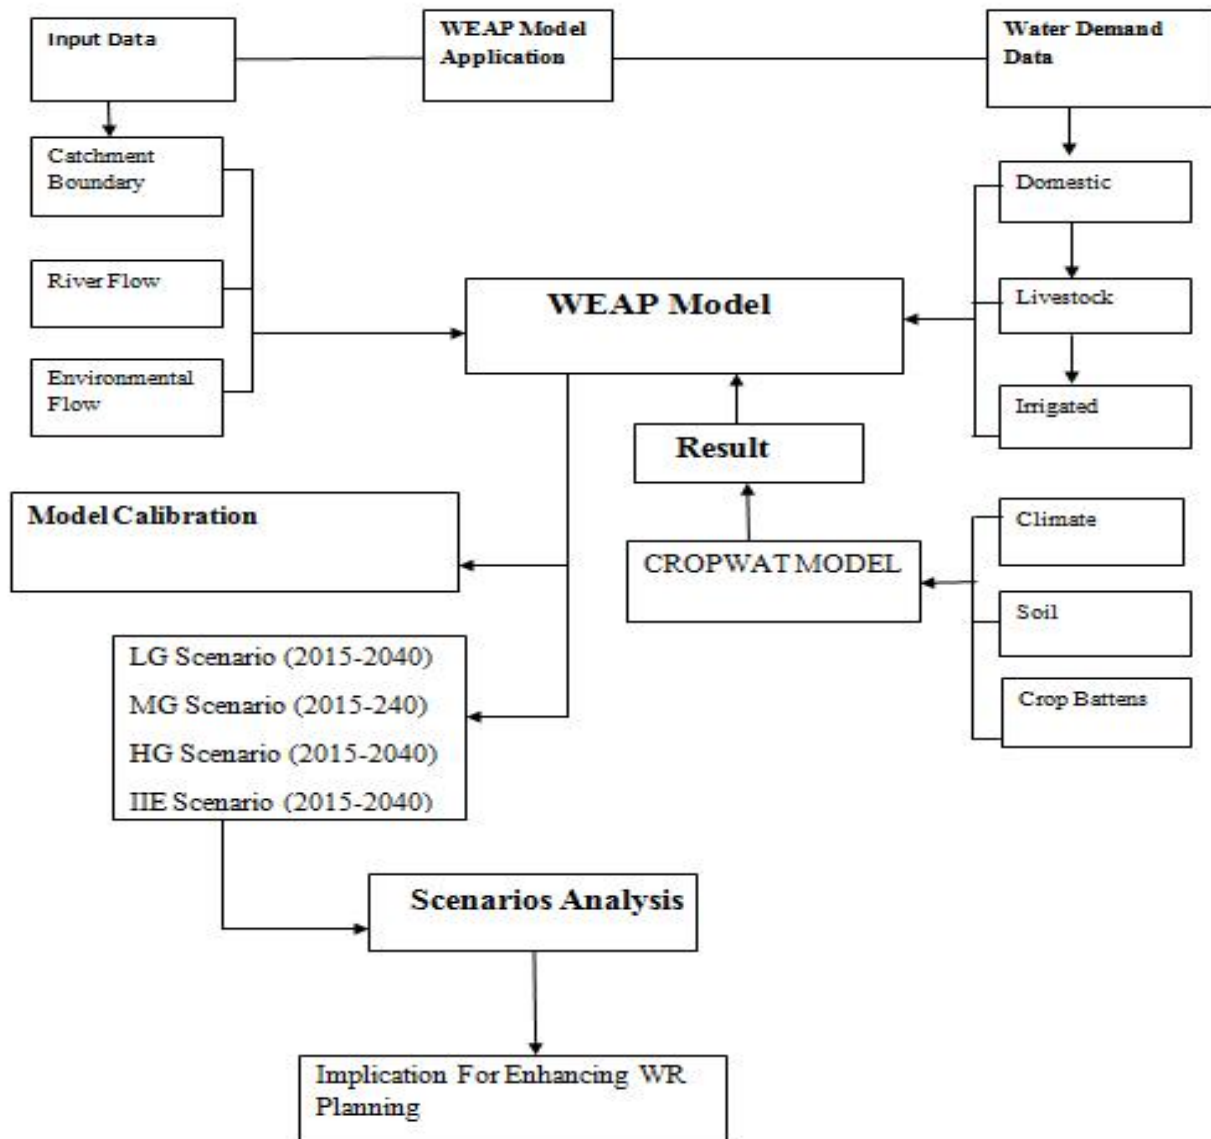 Input Data
WEAP Model
Application
Water Demand
Data
Catchment
Boundary
River Flow
Environmental
Flow
Domestic
Livestock
Irrigated
WEAP Model
Result
CROPWAT MODEL
Climate
Soil
Crop Battens
Model Calibration
LG Scenario (2015-2040)
MG Scenario (2015-240)
HG Scenario (2015-2040)
IIE Scenario (2015-2040)
Scenarios Analysis
Implication For Enhancing WR
Planning